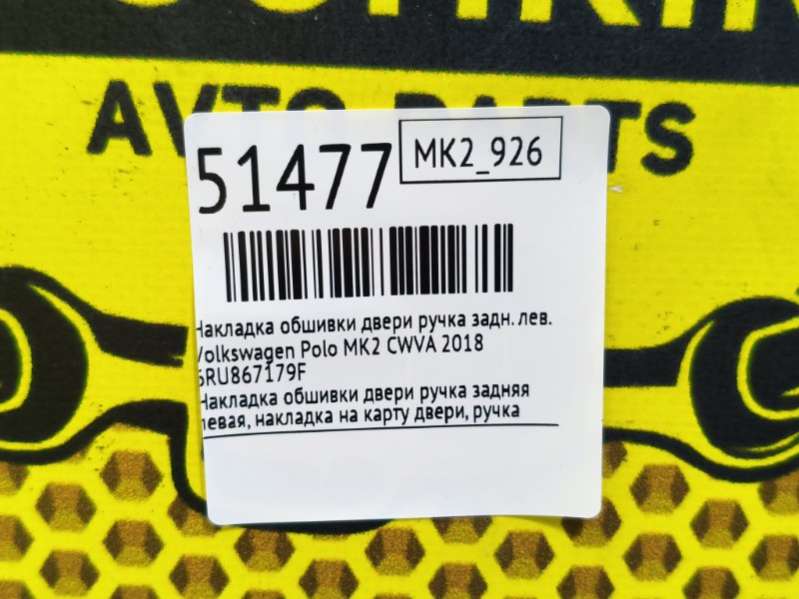 AVTO PARTS
51477
MK2_926
Накладка обшивки двери ручка задн. лев.
Volkswagen Polo MK2 CWVA 2018
6RU867179F
Накладка обшивки двери ручка задняя
левая, накладка на карту двери, ручка